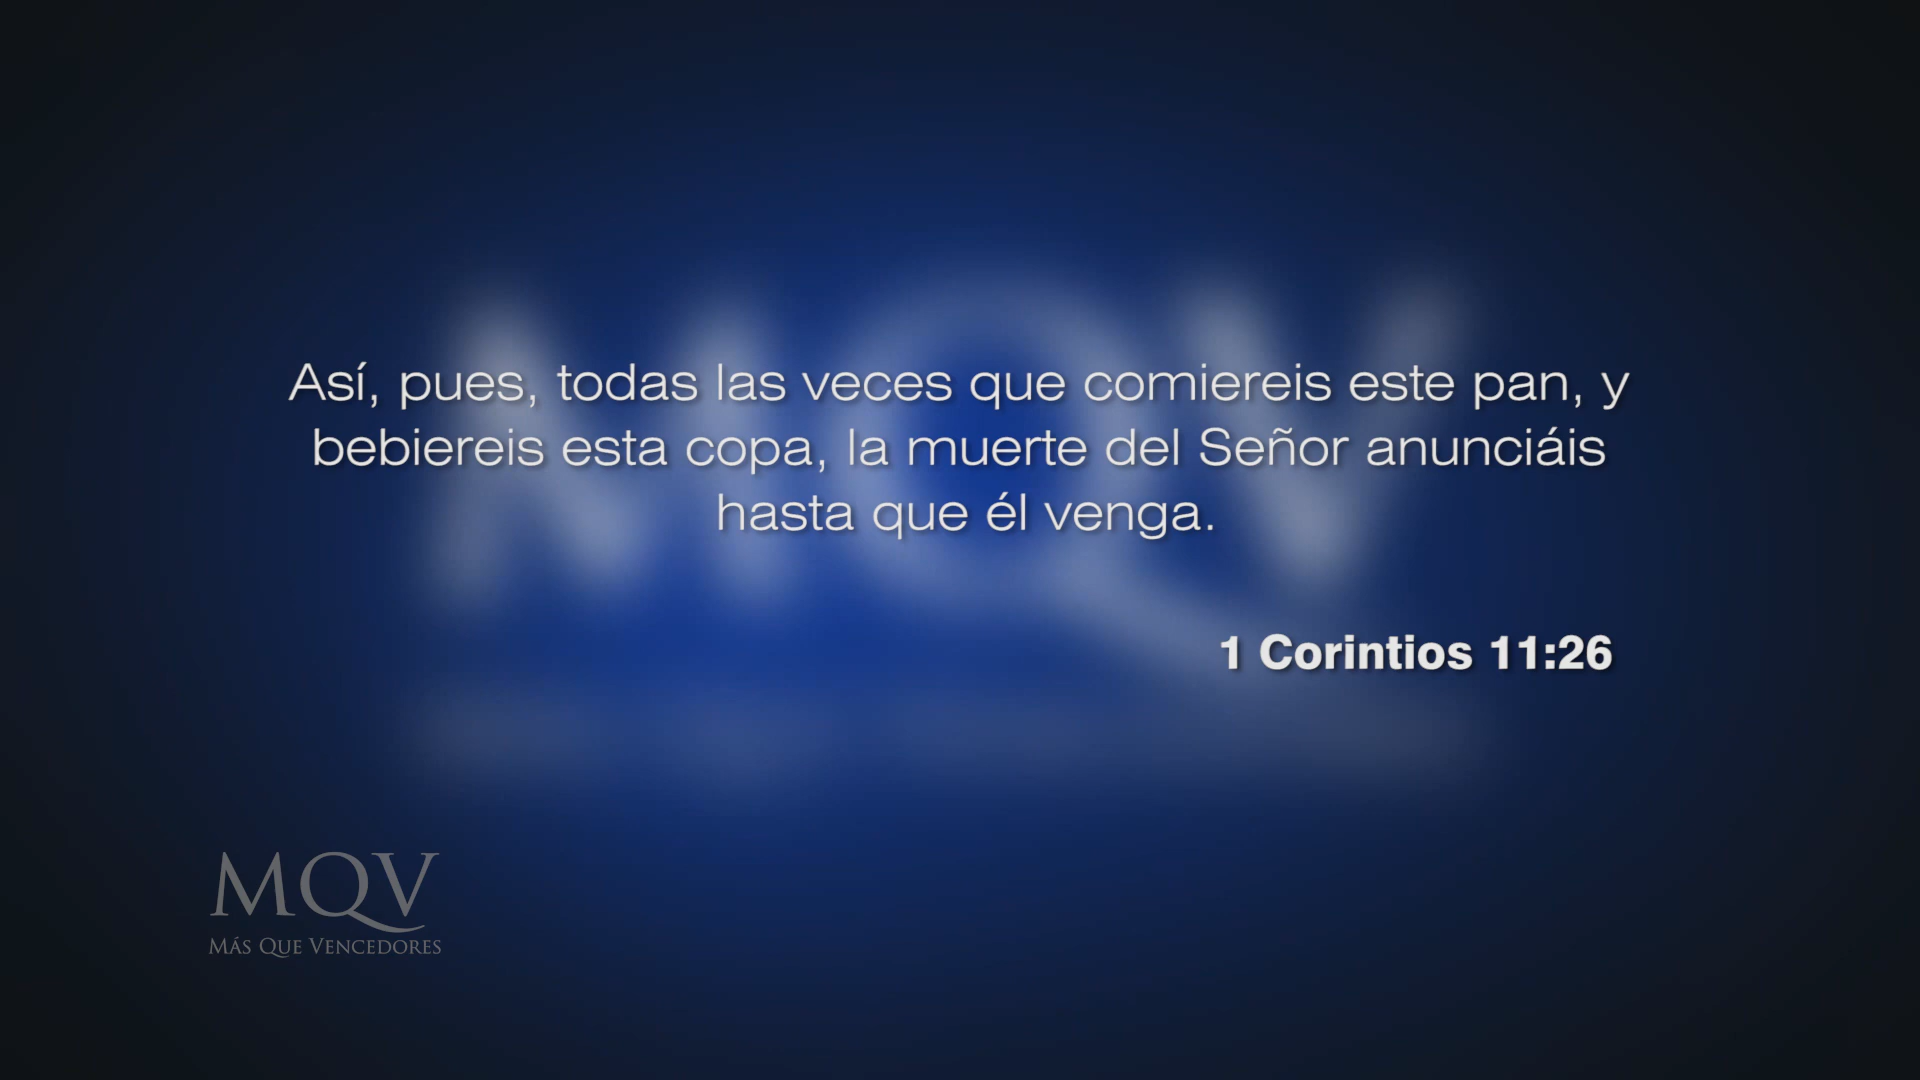 Así, pues, todas las veces que comiereis este pan, y
bebiereis esta copa, la muerte del Señor anunciáis
hasta que él venga.
1 Corintios 11:26
MQV
MÁS QUE VENCEDORES